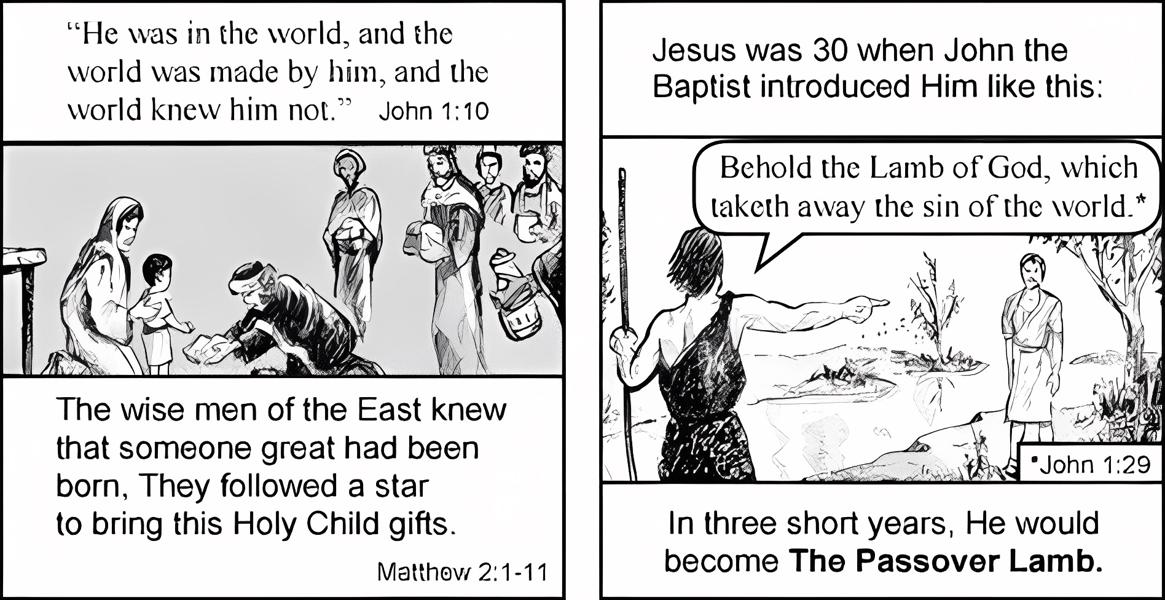 “He was in the world, and the
world was made by him, and the
world knew him not.” John 1:10
The wise men of the East knew
that someone great had been
born, They followed a star
to bring this Holy Child gifts.
Matthew 2:1-11
Jesus was 30 when John the
Baptist introduced Him like this:
Behold the Lamb of God, which
taketh away the sin of the world.*
*John 1:29
In three short years, He would
become The Passover Lamb.